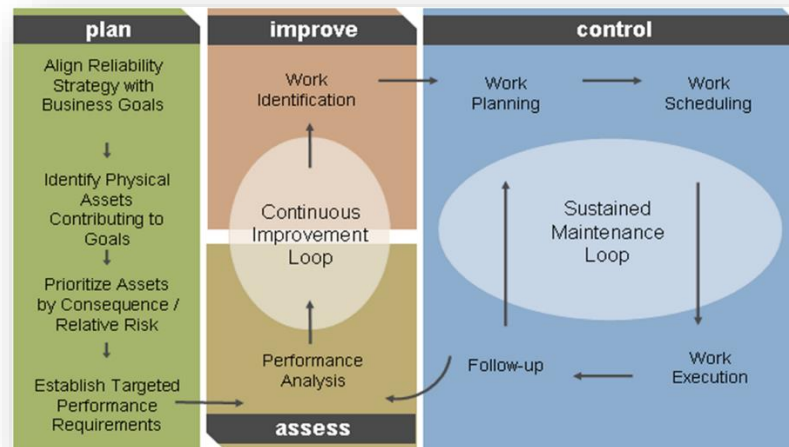 plan
Align Reliability
Strategy with
Business Goals
Identify Physical
Assets
Contributing to
Goals
Prioritize Assets
by Consequence /
Relative Risk
Establish Targeted
Performance
Requirements
improve
Work
Identification
Continuous
Improvement
Loop
Performance
Analysis
assess
control
Work
Planning
Work
Scheduling
Sustained
Maintenance
Loop
Follow-up
Work
Execution